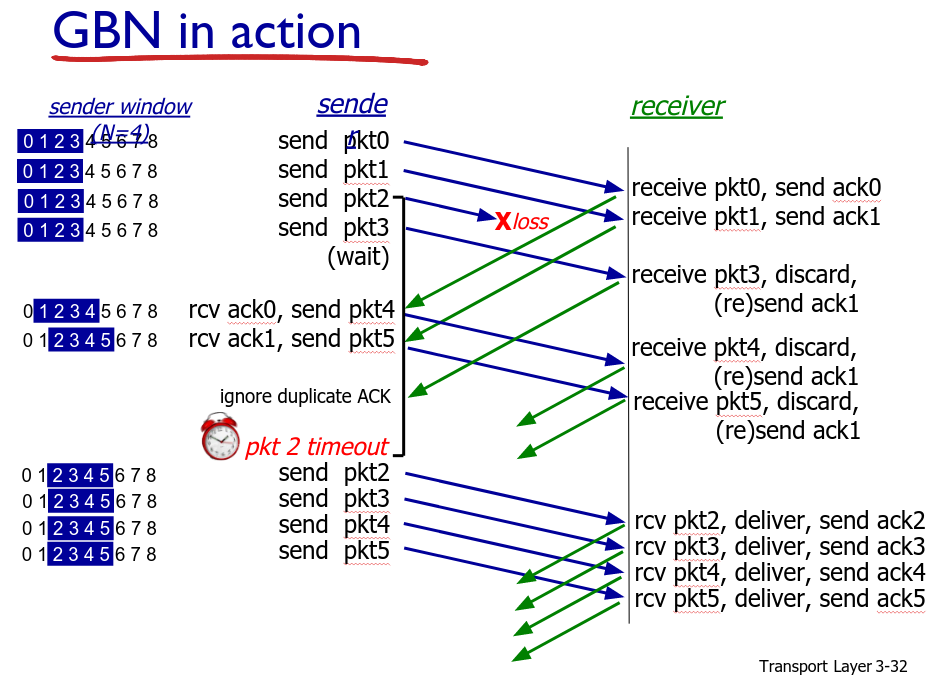 GBN in action
sender window
(N=4)
sende
r
receiver
0 1 2 3 4 5 6 7 8
send pkt0
0 1 2 3 4 5 6 7 8
send pkt1
0 1 2 3 4 5 6 7 8
send pkt2
0 1 2 3 4 5 6 7 8
send pkt3
(wait)
Xloss
receive pkt0, send ack0
receive pkt1, send ack1
receive pkt3, discard,
(re)send ack1
0 1 2 3 4 5 6 7 8
rcv ack0, send pkt4
0 1 2 3 4 5 6 7 8
rcv ack1, send pkt5
receive pkt4, discard,
(re)send ack1
receive pkt5, discard,
(re)send ack1
ignore duplicate ACK
pkt 2 timeout
0 1 2 3 4 5 6 7 8
send pkt2
0 1 2 3 4 5 6 7 8
send pkt3
0 1 2 3 4 5 6 7 8
send pkt4
0 1 2 3 4 5 6 7 8
send pkt5
rcv pkt2, deliver, send ack2
rcv pkt3, deliver, send ack3
rcv pkt4, deliver, send ack4
rcv pkt5, deliver, send ack5
Transport Layer 3-32